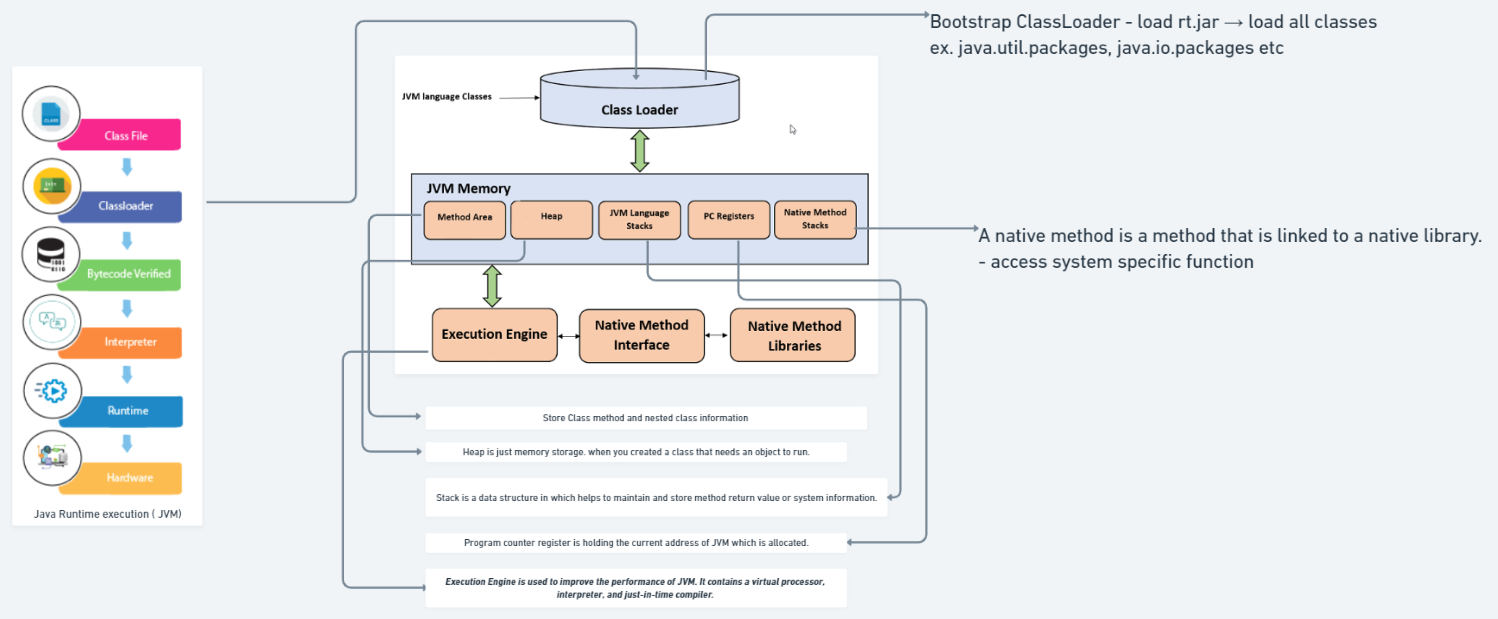 Bootstrap ClassLoader - load rt.jar → load all classes
ex. java.util.packages, java.io.packages etc
Class File
Classloader
Bytecode Verified
Interpreter
Runtime
Hardware
Java Runtime execution ( JVM)
JVM language Classes
Class Loader
JVM Memory
Method Area
Heap
JVM Language
Stacks
PC Registers
Native Method
Stacks
A native method is a method that is linked to a native library.
- access system specific function
Execution Engine
Native Method
Interface
Native Method
Libraries
Store Class method and nested class information
Heap is just memory storage. when you created a class that needs an object to run.
Stack is a data structure in which helps to maintain and store method return value or system information.
Program counter register is holding the current address of JVM which is allocated.
Execution Engine is used to improve the performance of JVM. It contains a virtual processor,
interpreter, and just-in-time compiler.